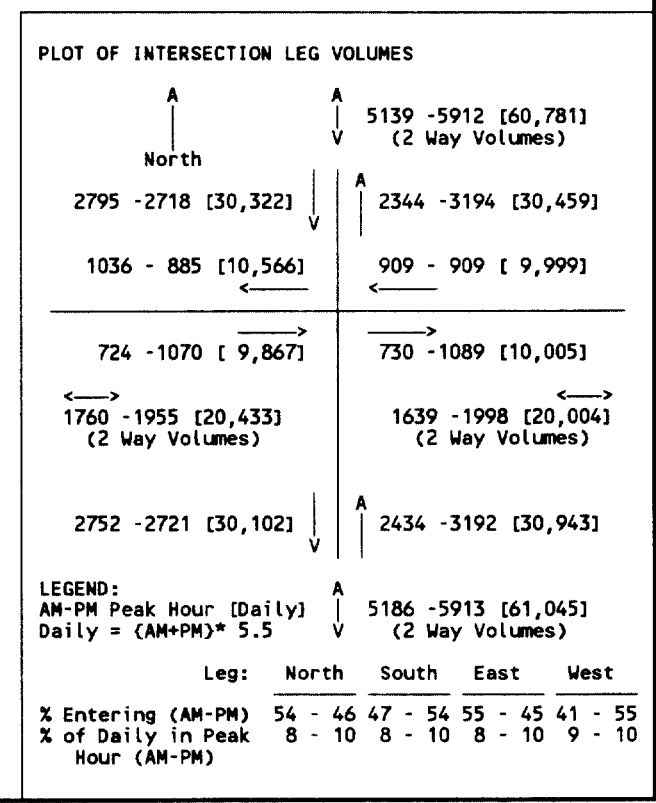 PLOT OF INTERSECTION LEG VOLUMES
A A
5139 -5912 [60,781]
V (2 Way Volumes)
North
A
2795 -2718 [30,322] 2344 -3194 [30,459]
V
1036 - 885 [10,566] 909 - 909 [ 9,999]
<—— <——
——> ——>
724 -1070 [ 9,867] 730 -1089 [10,005]
<—> <—>
1760 -1955 [20,433] 1639 -1998 [20,004]
(2 Way Volumes) (2 Way Volumes)
A
2752 -2721 [30,102] 2434 -3192 [30,943]
V
LEGEND: A
AM-PM Peak Hour [Daily] 5186 -5913 [61,045]
Daily = {AM+PM}* 5.5 V (2 Way Volumes)
Leg: North South East West
% Entering (AM-PM) 54 - 46 47 - 54 55 - 45 41 - 55
% of Daily in Peak 8 - 10 8 - 10 8 - 10 9 - 10
Hour (AM-PM)